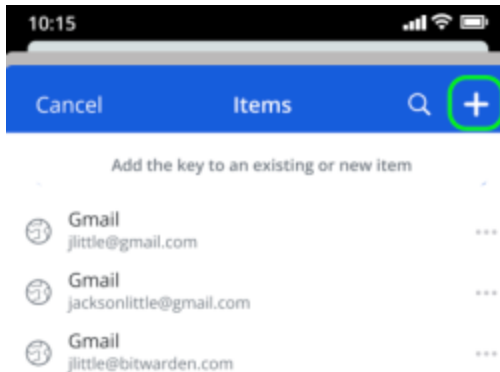 10:15
Cancel Items
Add the key to an existing or new item
Gmail
jlittle@gmail.com
Gmail
jacksonlittle@gmail.com
Gmail
jlittle@bitwarden.com